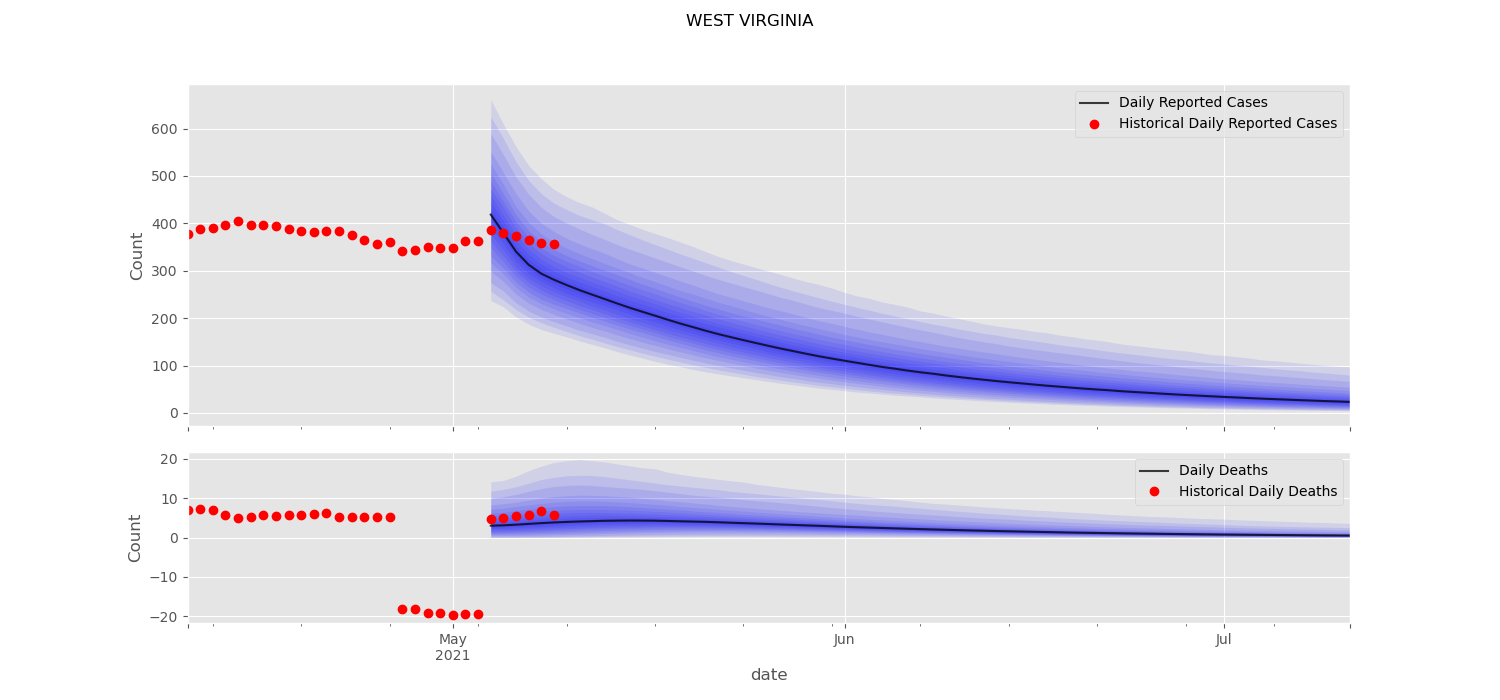 WEST VIRGINIA
Daily Reported Cases
Historical Daily Reported Cases
600
500
400
300
200
100
0
Count
Daily Deaths
Historical Daily Deaths
20
10
0
−10
−20
Count
May
2021
Jun
Jul
date